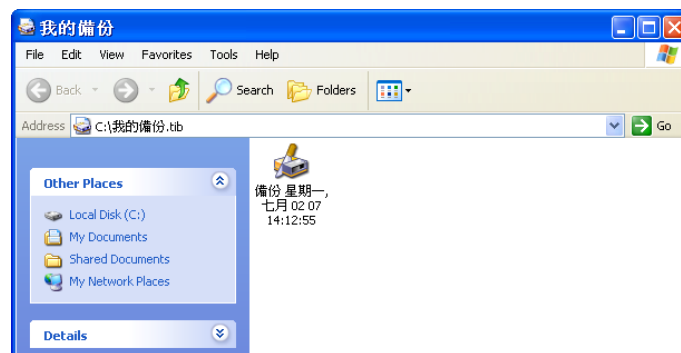 我的備份
File Edit View Favorites Tools Help
Back Search Folders
Address C:\我的備份.tib Go
Other Places
Local Disk (C:)
My Documents
Shared Documents
My Network Places
Details
備份 星期一,
七月 02 07
14:12:55